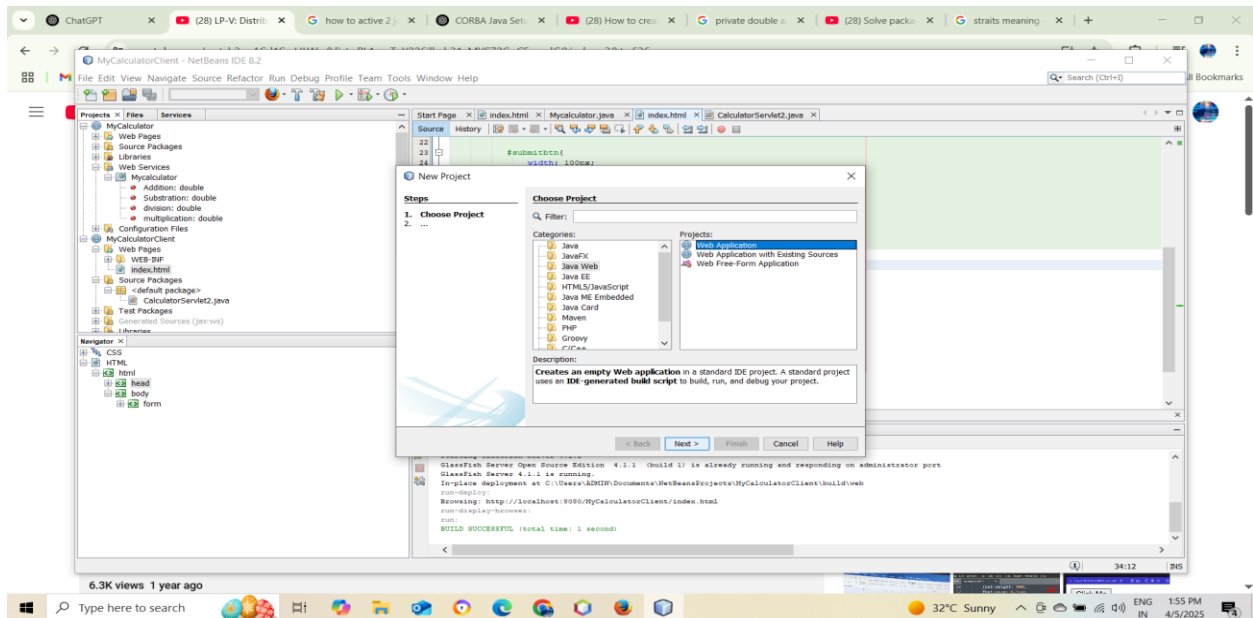 ChatGPT
(28) LP-V: Distrib
how to active 2 j
CORBA Java Setu
(28) How to crea
private double a
(28) Solve packa
straits meaning
MyCalculatorClient - NetBeans IDE 8.2
File Edit View Navigate Source Refactor Run Debug Profile Team Tools Window Help
Search (Ctrl+I)
ll Bookmarks
Projects Files Services
Start Page index.html Mycalculator.java index.html CalculatorServlet2.java
Source History
MyCalculator
Web Pages
Source Packages
Libraries
Web Services
Mycalculator
Addition: double
Substration: double
division: double
multiplication: double
Configuration Files
MyCalculatorClient
Web Pages
WEB-INF
index.html
Source Packages
<default package>
CalculatorServlet2.java
Test Packages
Generated Sources (jax-ws)
Libraries
22
23 #submitbtn{
24 width: 100px;
New Project
Steps
1. Choose Project
2. ...
Choose Project
Filter:
Categories:
Java
JavaFX
Java Web
Java EE
HTML5/JavaScript
Java ME Embedded
Java Card
Maven
PHP
Groovy
C/C++
Projects:
Web Application
Web Application with Existing Sources
Web Free-Form Application
Description:
Creates an empty Web application in a standard IDE project. A standard project
uses an IDE-generated build script to build, run, and debug your project.
< Back Next > Finish Cancel Help
Navigator
CSS
HTML
html
head
body
form
GlassFish Server Open Source Edition 4.1.1 (build 1) is already running and responding on administrator port
GlassFish Server 4.1.1 is running.
In-place deployment at C:\Users\ADMIN\Documents\NetBeansProjects\MyCalculatorClient\build\web
run-deploy:
Browsing: http://localhost:8080/MyCalculatorClient/index.html
run-display-browser:
run:
BUILD SUCCESSFUL (total time: 1 second)
34:12 INS
6.3K views 1 year ago
Type here to search
32°C Sunny
ENG
IN
1:55 PM
4/5/2025
4